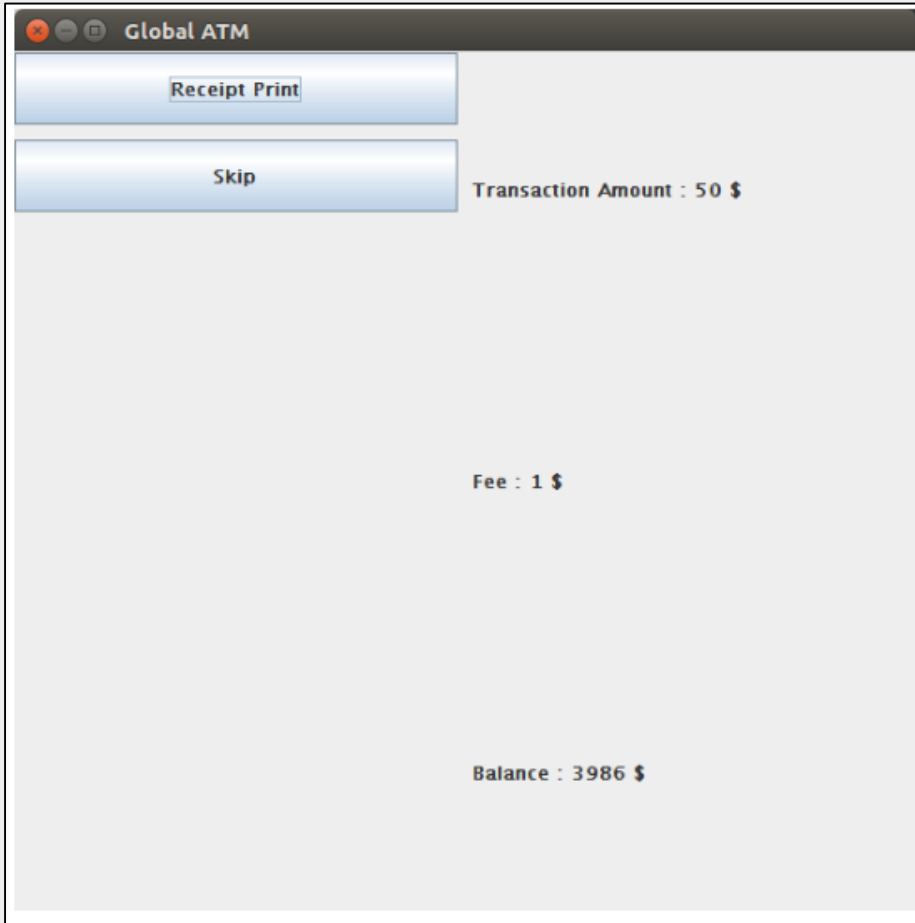 Global ATM
Receipt Print
Skip
Transaction Amount : 50 $
Fee : 1 $
Balance : 3986 $